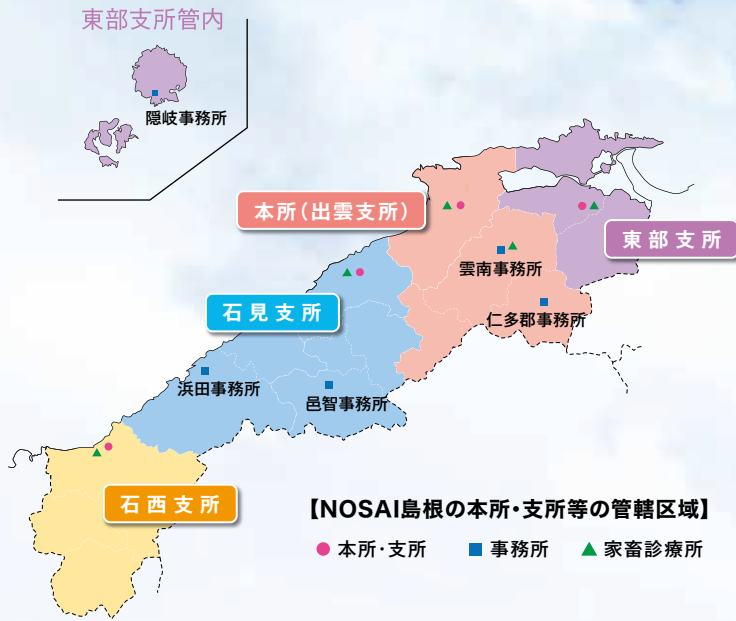 東部支所管内
隠岐事務所
本所（出雲支所）
東部支所
雲南事務所
石見支所
仁多郡事務所
浜田事務所
邑智事務所
石西支所
【NOSAI島根の本所・支所等の管轄区域】
本所・支所 事務所 家畜診療所